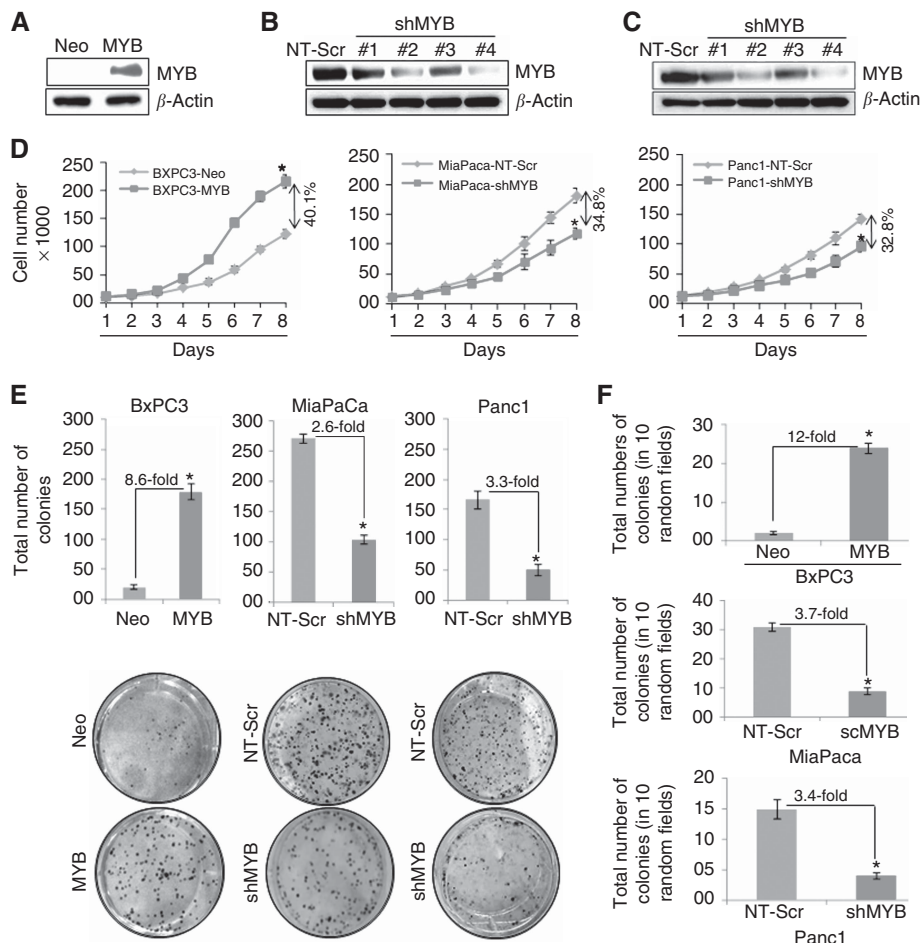 A
Neo MYB
MYB
β-Actin
B
shMYB
NT-Scr #1 #2 #3 #4
MYB
β-Actin
C
shMYB
NT-Scr #1 #2 #3 #4
MYB
β-Actin
D
Cell number
× 1000
250
200
150
100
50
00
BXPC3-Neo
BXPC3-MYB
*
40.1%
1 2 3 4 5 6 7 8
Days
250
200
150
100
50
00
MiaPaca-NT-Scr
MiaPaca-shMYB
*
34.8%
1 2 3 4 5 6 7 8
Days
250
200
150
100
50
00
Panc1-NT-Scr
Panc1-shMYB
*
32.8%
1 2 3 4 5 6 7 8
Days
E
Total number of
colonies
BxPC3
300
250
200
150
100
50
00
8.6-fold
*
Neo MYB
MiaPaCa
300
250
200
150
100
50
00
2.6-fold
*
NT-Scr shMYB
Panc1
300
250
200
150
100
50
00
3.3-fold
*
NT-Scr shMYB
Neo
NT-Scr
NT-Scr
MYB
shMYB
shMYB
F
Total numbers of
colonies (in 10
random fields)
30
20
10
00
12-fold
*
Neo MYB
BxPC3
Total number of
colonies (in 10
random fields)
40
30
20
10
00
3.7-fold
*
NT-Scr scMYB
MiaPaca
Total number of
colonies (in 10
random fields)
20
15
10
05
00
3.4-fold
*
NT-Scr shMYB
Panc1